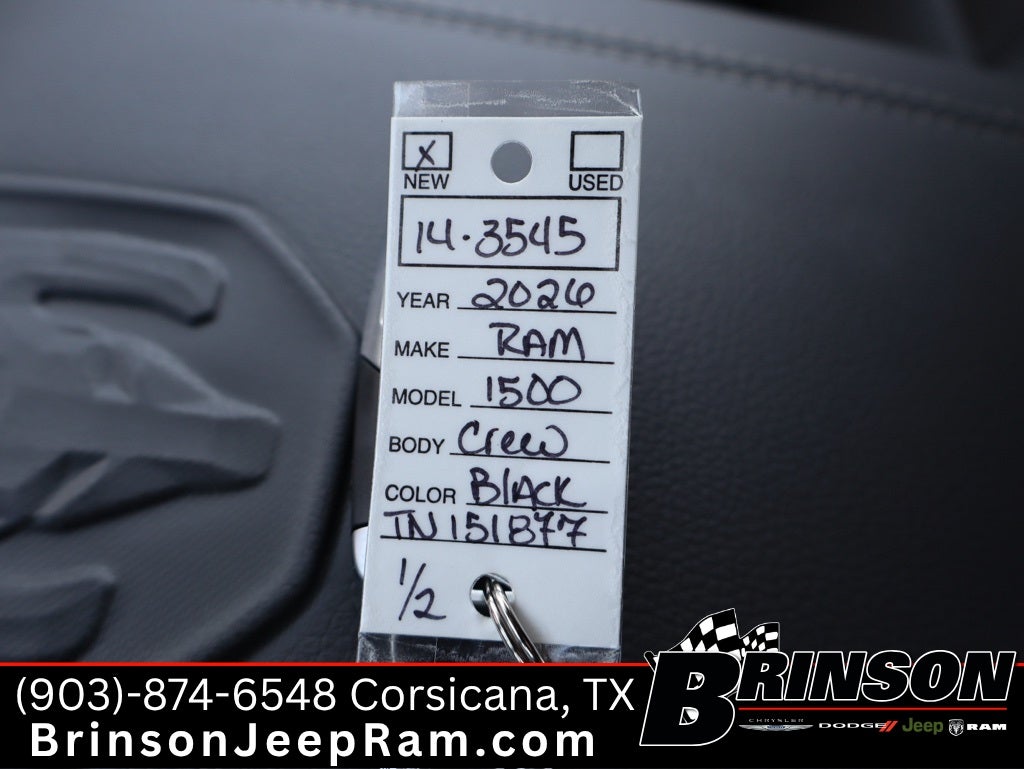 X
NEW USED
14.3545
YEAR 2026
MAKE RAM
MODEL 1500
BODY Crew
COLOR Black
TN151877
1/2
(903)-874-6548 Corsicana, TX
BrinsonJeepRam.com
BRINSON
CHRYSLER DODGE// Jeep RAM